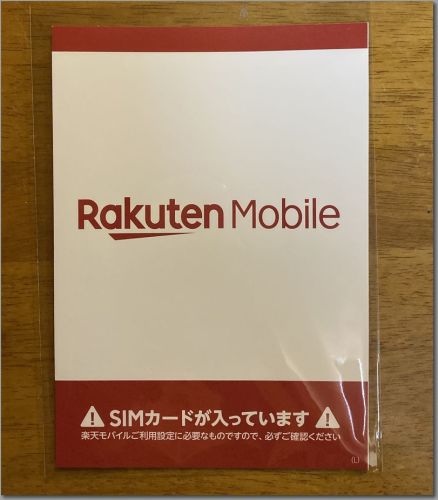 Rakuten Mobile
SIMカードが入っています
楽天モバイルご利用設定に必要なものですので、必ずご確認ください
(L)